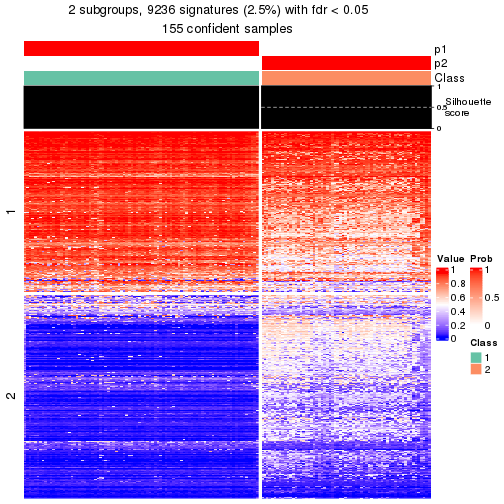 2 subgroups, 9236 signatures (2.5%) with fdr < 0.05
155 confident samples
p1
p2
Class
1
0.5
0
Silhouette
score
1
2
Value
1
0.8
0.6
0.4
0.2
0
Prob
1
0.5
0
Class
1
2